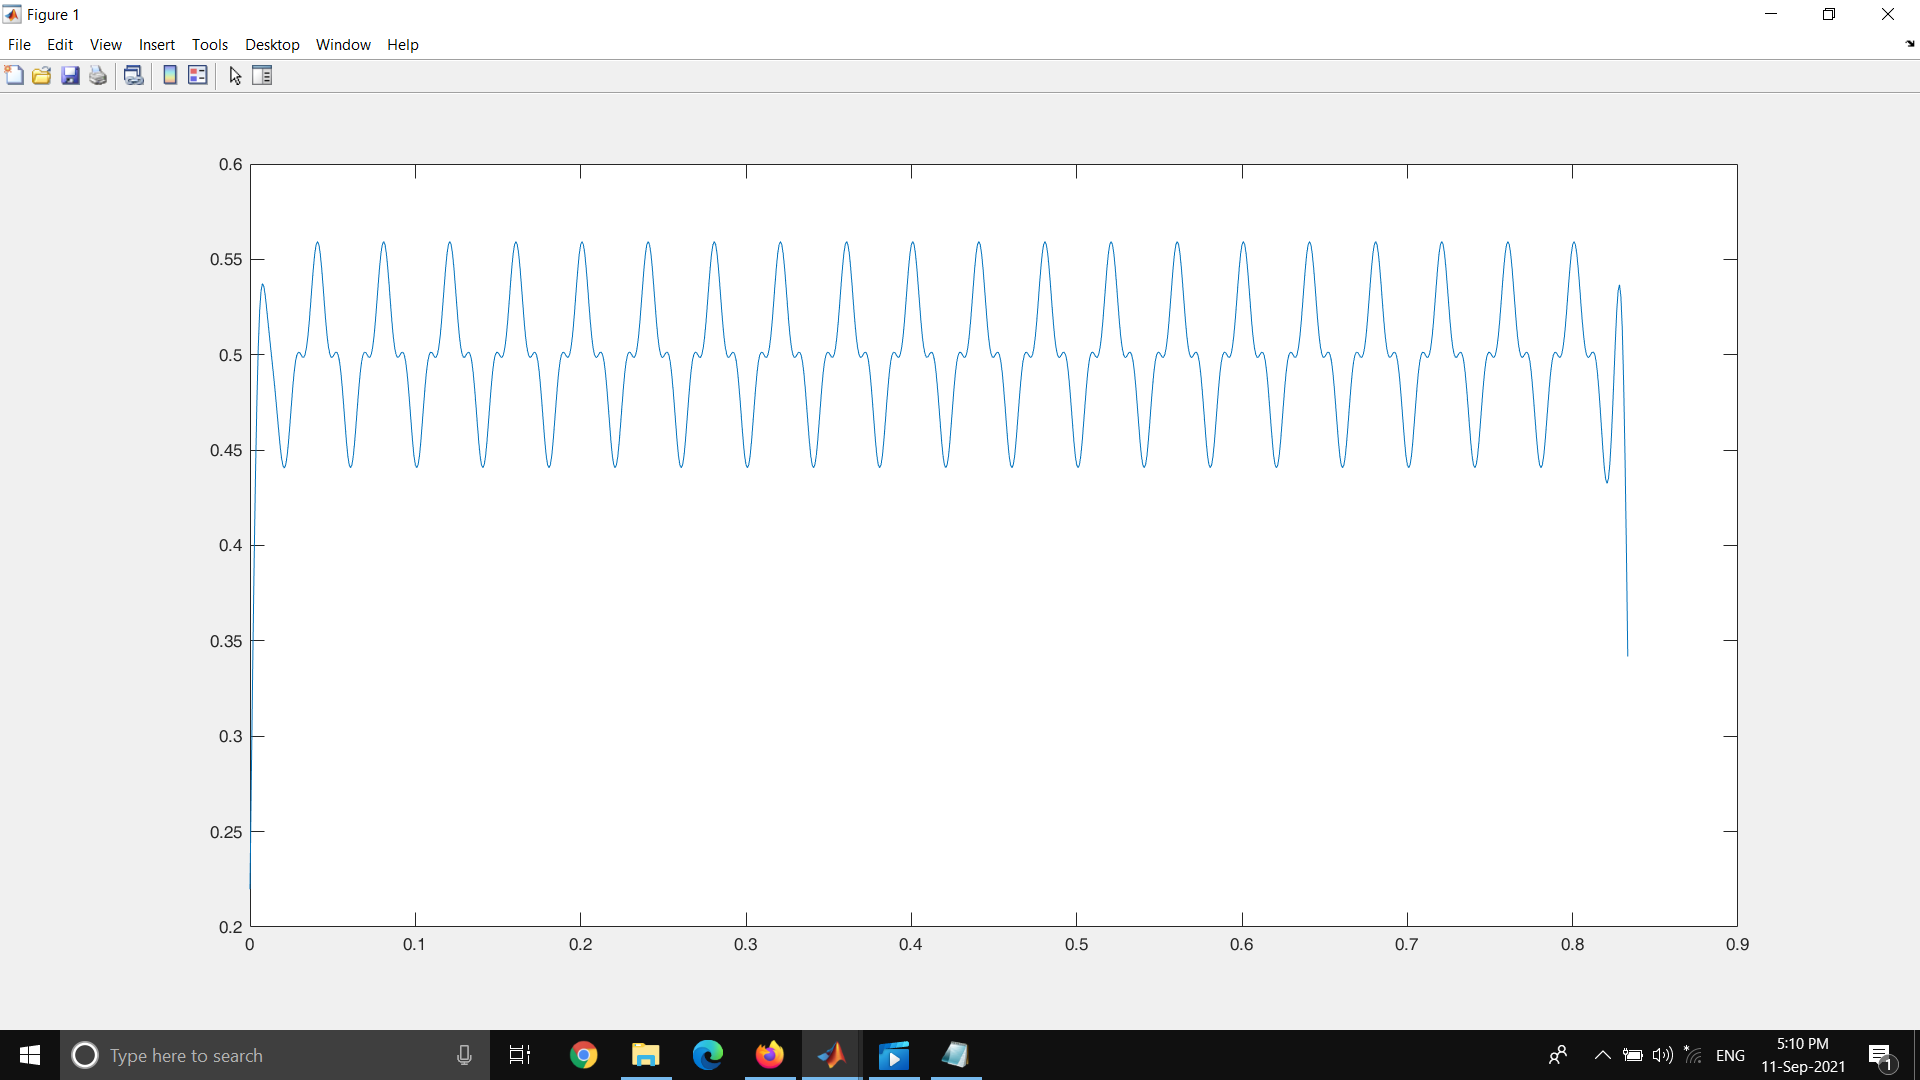 Figure 1
File Edit View Insert Tools Desktop Window Help
0.6
0.55
0.5
0.45
0.4
0.35
0.3
0.25
0.2
0 0.1 0.2 0.3 0.4 0.5 0.6 0.7 0.8 0.9
Type here to search
ENG
5:10 PM
11-Sep-2021
1